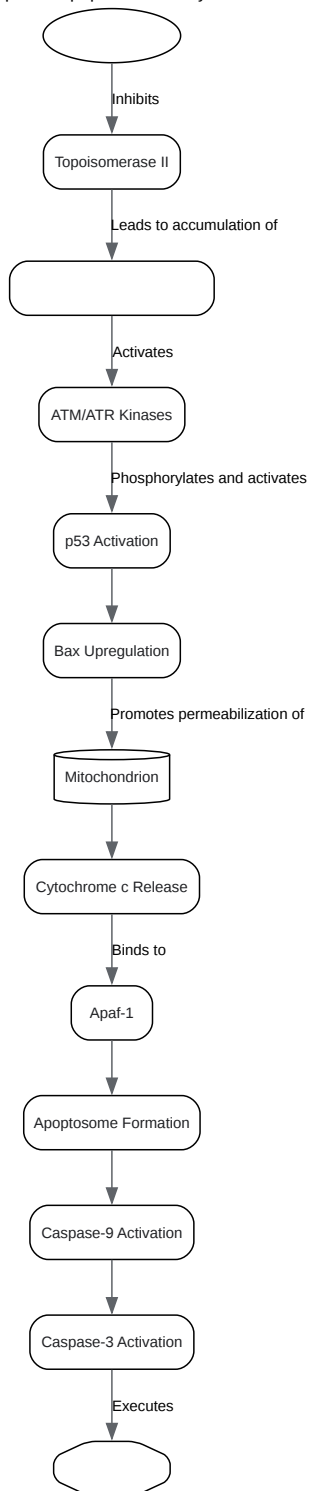 Inhibits
Topoisomerase II
Leads to accumulation of
Activates
ATM/ATR Kinases
Phosphorylates and activates
p53 Activation
Bax Upregulation
Promotes permeabilization of
Mitochondrion
Cytochrome c Release
Binds to
Apaf-1
Apoptosome Formation
Caspase-9 Activation
Caspase-3 Activation
Executes